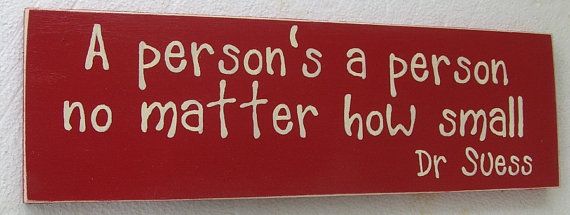 A person's a person
no matter how small
Dr Suess